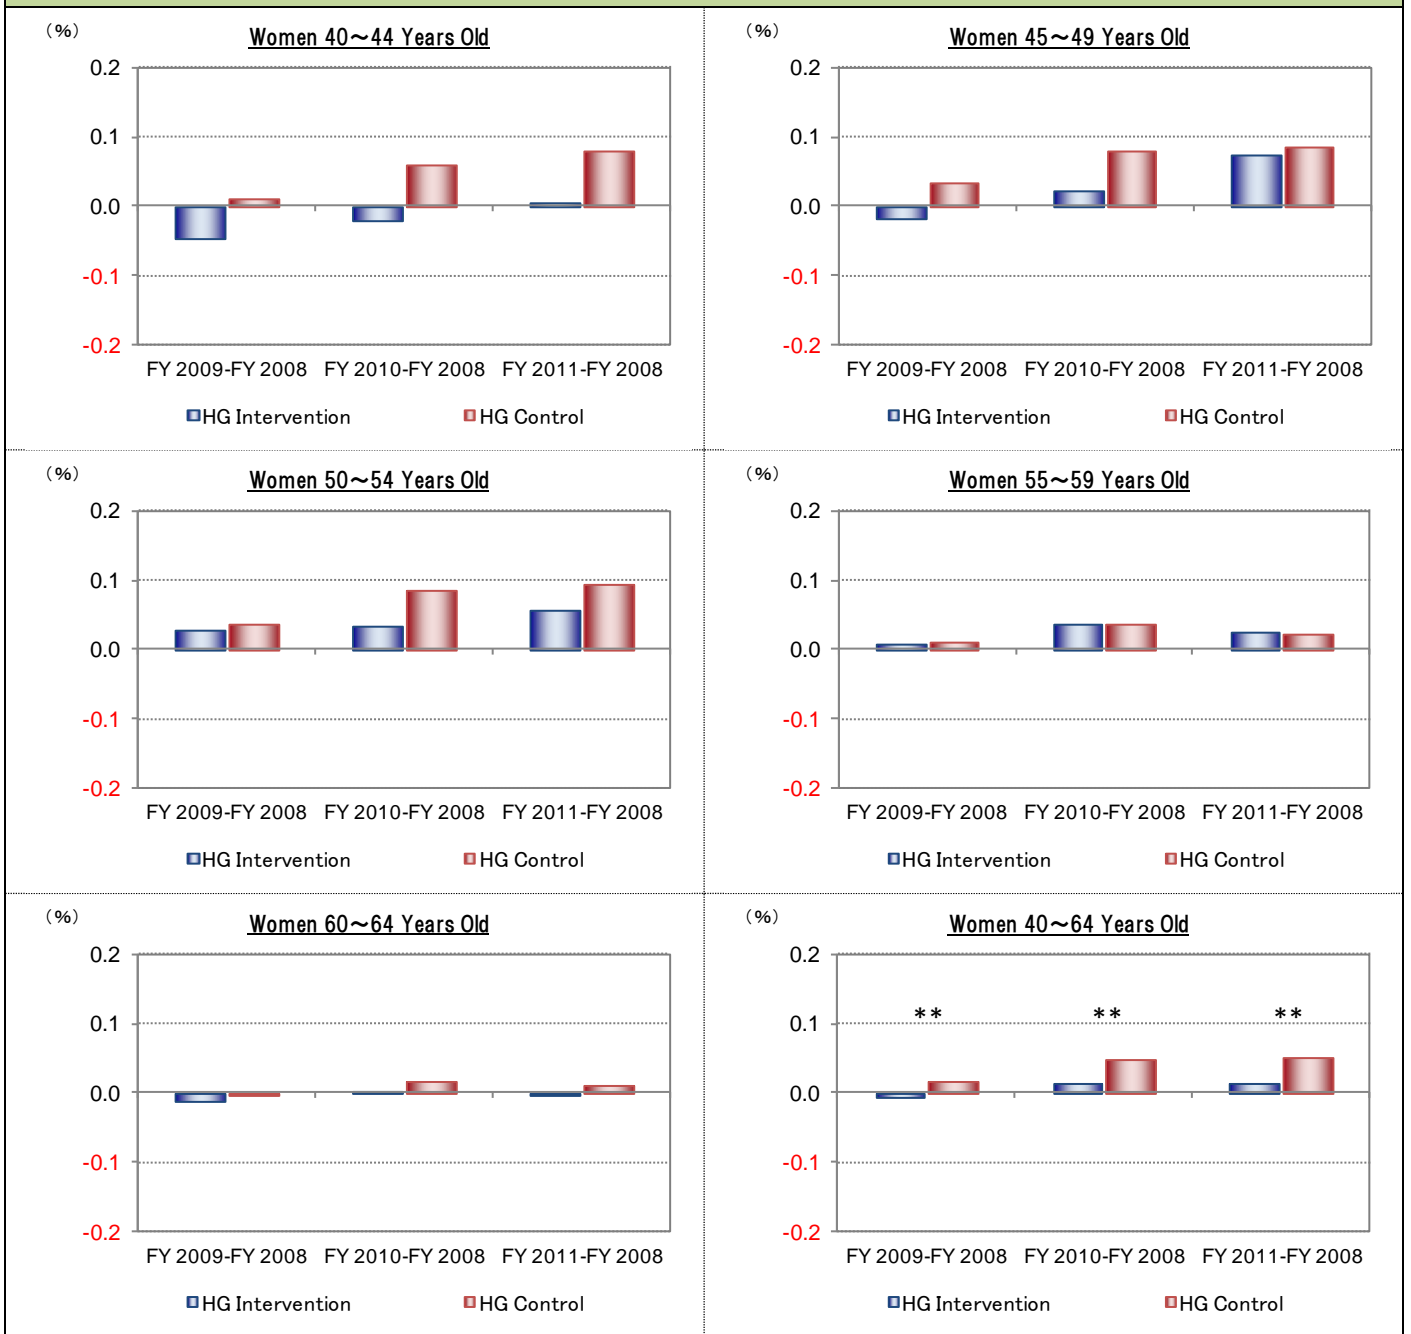 （%）
Women 40～44 Years Old
0.2
0.1
0.0
-0.1
-0.2
FY 2009-FY 2008 FY 2010-FY 2008 FY 2011-FY 2008
HG Intervention HG Control
（%）
Women 45～49 Years Old
0.2
0.1
0.0
-0.1
-0.2
FY 2009-FY 2008 FY 2010-FY 2008 FY 2011-FY 2008
HG Intervention HG Control
（%）
Women 50～54 Years Old
0.2
0.1
0.0
-0.1
-0.2
FY 2009-FY 2008 FY 2010-FY 2008 FY 2011-FY 2008
HG Intervention HG Control
（%）
Women 55～59 Years Old
0.2
0.1
0.0
-0.1
-0.2
FY 2009-FY 2008 FY 2010-FY 2008 FY 2011-FY 2008
HG Intervention HG Control
（%）
Women 60～64 Years Old
0.2
0.1
0.0
-0.1
-0.2
FY 2009-FY 2008 FY 2010-FY 2008 FY 2011-FY 2008
HG Intervention HG Control
（%）
Women 40～64 Years Old
0.2
** ** **
0.1
0.0
-0.1
-0.2
FY 2009-FY 2008 FY 2010-FY 2008 FY 2011-FY 2008
HG Intervention HG Control